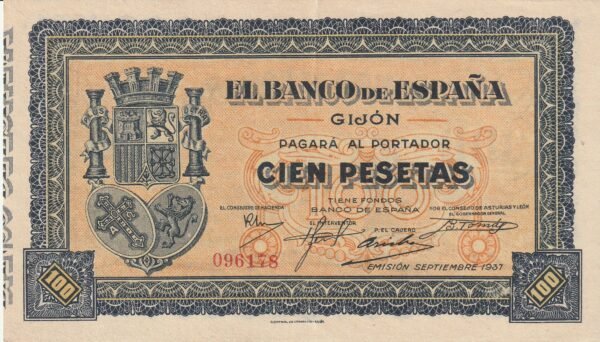 EL BANCO DE ESPAÑA
GIJÓN
PAGARÁ AL PORTADOR
CIEN PESETAS
TIENE FONDOS
BANCO DE ESPAÑA
EL CONSEJERO DE HACIENDA
EL INTERVENTOR
P. EL CAJERO
POR EL CONSEJO DE ASTURIAS Y LEÓN
EL GOBERNADOR GENERAL
096178
EMISIÓN SEPTIEMBRE 1937
100
100